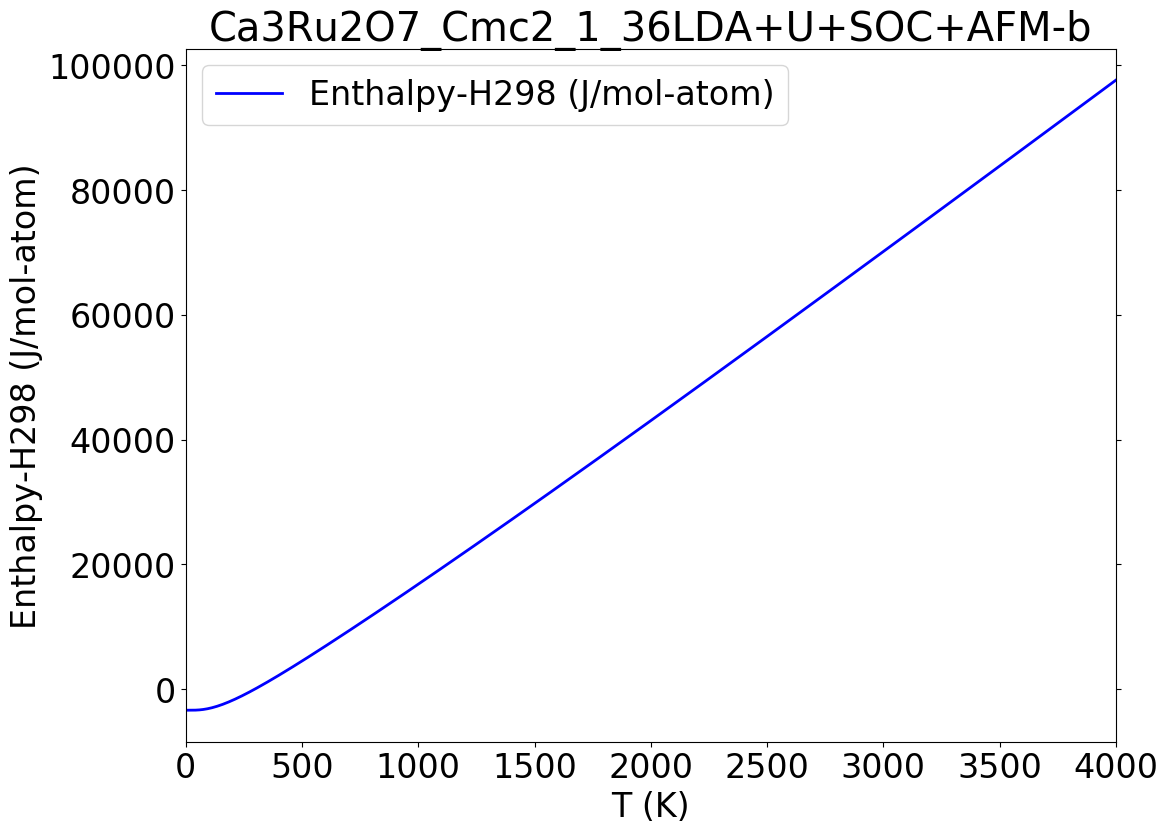 Ca3Ru2O7_Cmc2_1_36LDA+U+SOC+AFM-b
Enthalpy-H298 (J/mol-atom)
Enthalpy-H298 (J/mol-atom)
100000
80000
60000
40000
20000
0
0 500 1000 1500 2000 2500 3000 3500 4000
T (K)